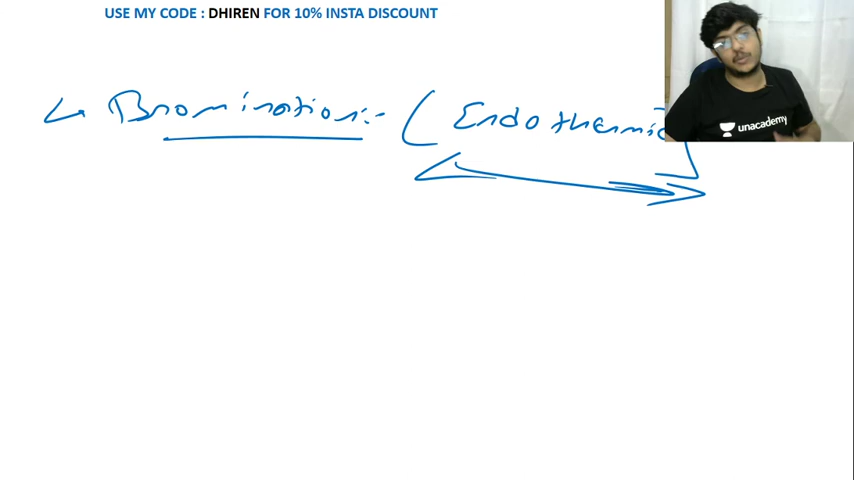 USE MY CODE : DHIREN FOR 10% INSTA DISCOUNT
↳ Bromination:- (Endothermic
unacademy